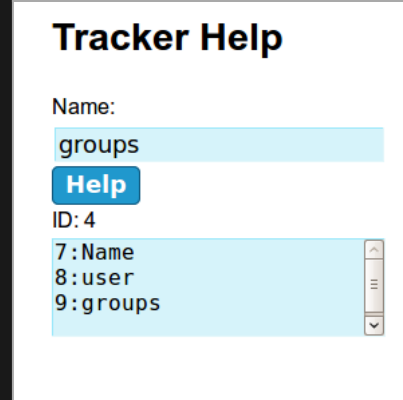 Tracker Help
Name:
groups
Help
ID: 4
7:Name
8:user
9:groups